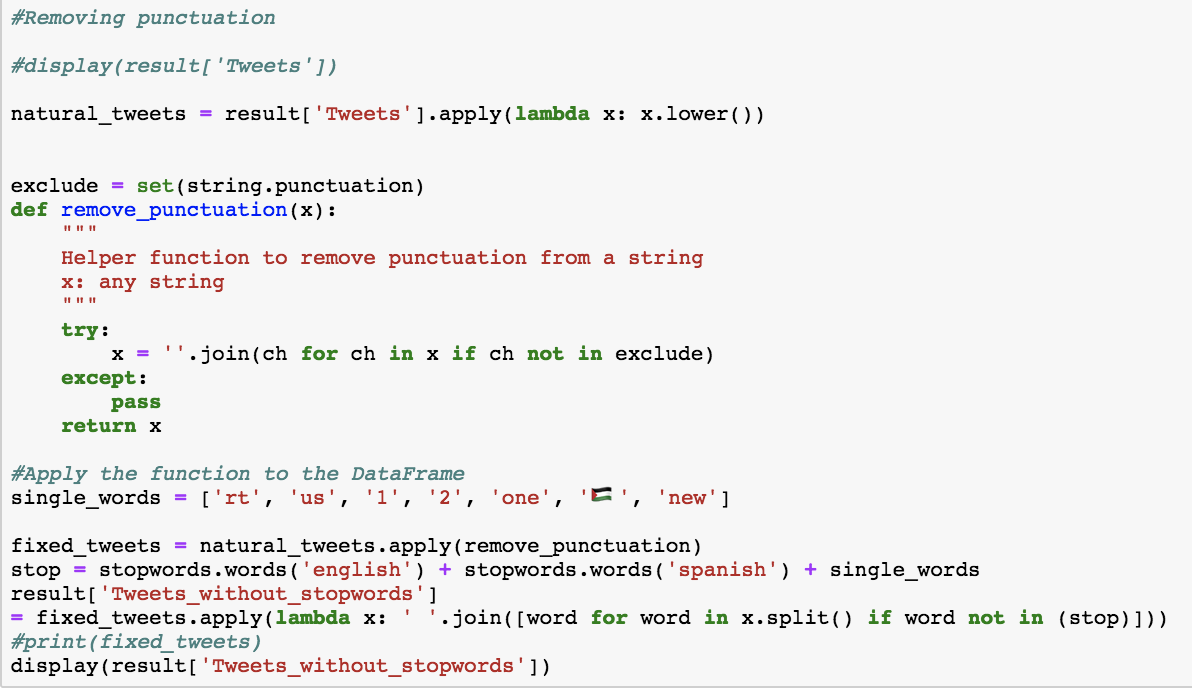 #Removing punctuation
#display(result['Tweets'])
natural_tweets = result['Tweets'].apply(lambda x: x.lower())
exclude = set(string.punctuation)
def remove_punctuation(x):
    """
    Helper function to remove punctuation from a string
    x: any string
    """
    try:
        x = ''.join(ch for ch in x if ch not in exclude)
    except:
        pass
    return x
#Apply the function to the DataFrame
single_words = ['rt', 'us', '1', '2', 'one', '🇵🇸 ', 'new']
fixed_tweets = natural_tweets.apply(remove_punctuation)
stop = stopwords.words('english') + stopwords.words('spanish') + single_words
result['Tweets_without_stopwords']
= fixed_tweets.apply(lambda x: ' '.join([word for word in x.split() if word not in (stop)]))
#print(fixed_tweets)
display(result['Tweets_without_stopwords'])